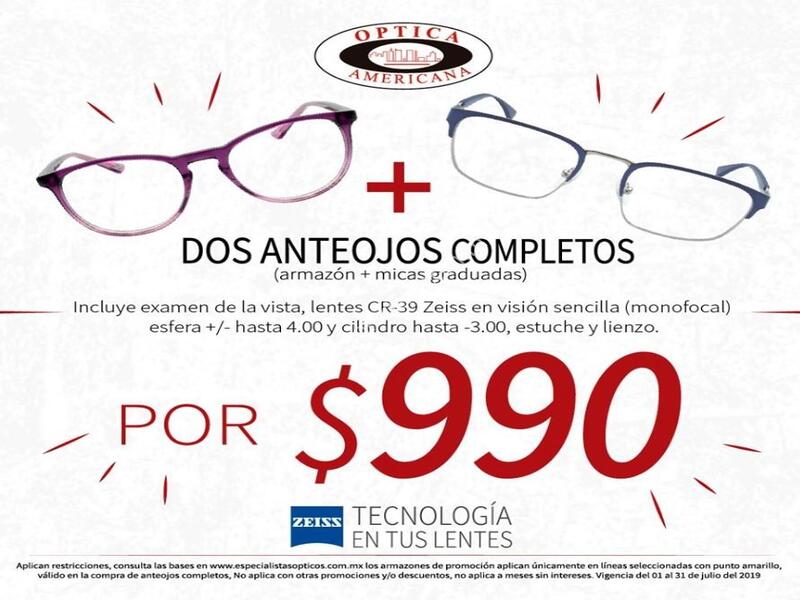 OPTICA
AMERICANA
DOS ANTEOJOS COMPLETOS
(armazón + micas graduadas)
Incluye examen de la vista, lentes CR-39 Zeiss en visión sencilla (monofocal)
esfera +/- hasta 4.00 y cilindro hasta -3.00, estuche y lienzo.
POR $990
ZEISS TECNOLOGÍA
EN TUS LENTES
Aplican restricciones, consulta las bases en www.especialistasopticos.com.mx los armazones de promoción aplican únicamente en líneas seleccionadas con punto amarillo,
válido en la compra de anteojos completos, No aplica con otras promociones y/o descuentos, no aplica a meses sin intereses. Vigencia del 01 al 31 de julio del 2019